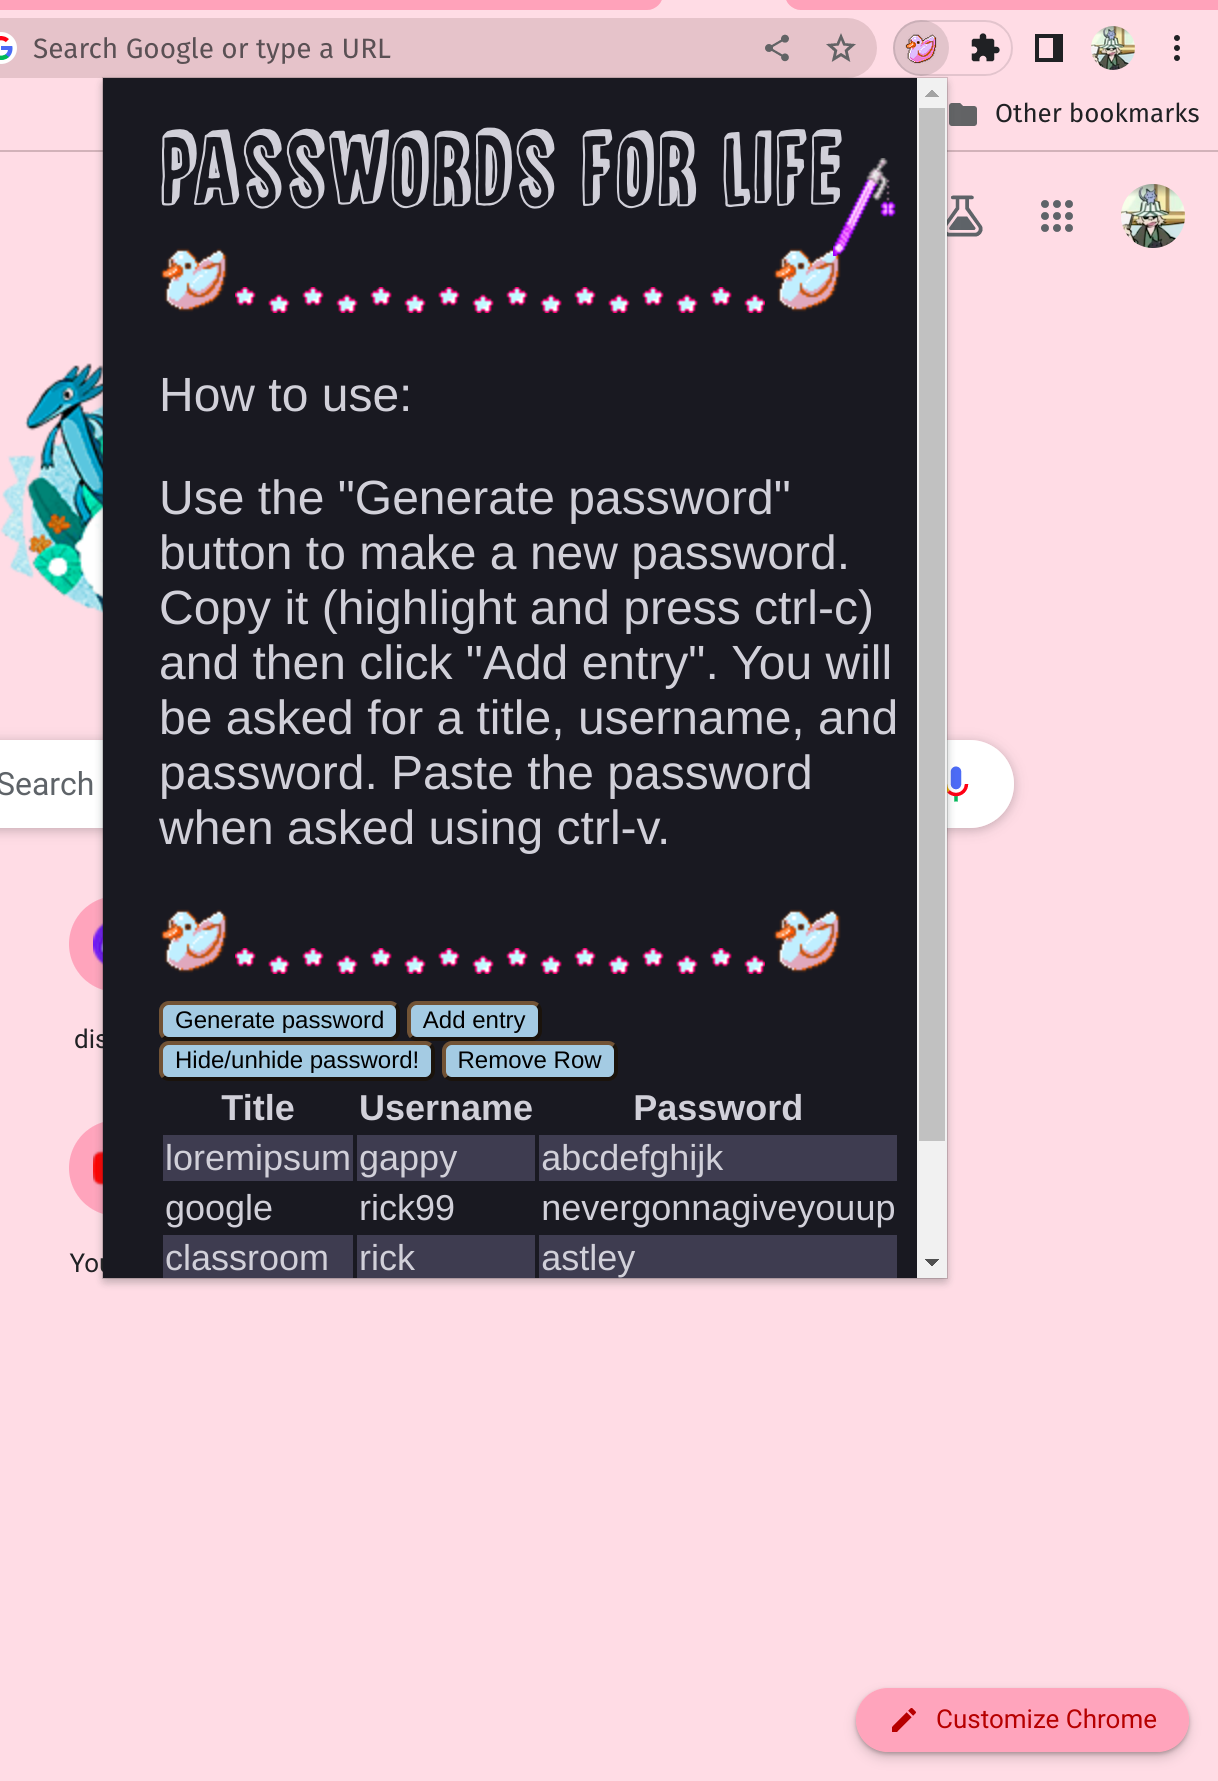 Search Google or type a URL
Other bookmarks
PASSWORDS FOR LIFE
How to use:
Use the "Generate password"
button to make a new password.
Copy it (highlight and press ctrl-c)
and then click "Add entry". You will
be asked for a title, username, and
password. Paste the password
when asked using ctrl-v.
Search
Generate password Add entry
dis
Hide/unhide password! Remove Row
Title Username Password
loremipsum gappy abcdefghijk
google rick99 nevergonnagiveyouup
classroom rick astley
You
Customize Chrome